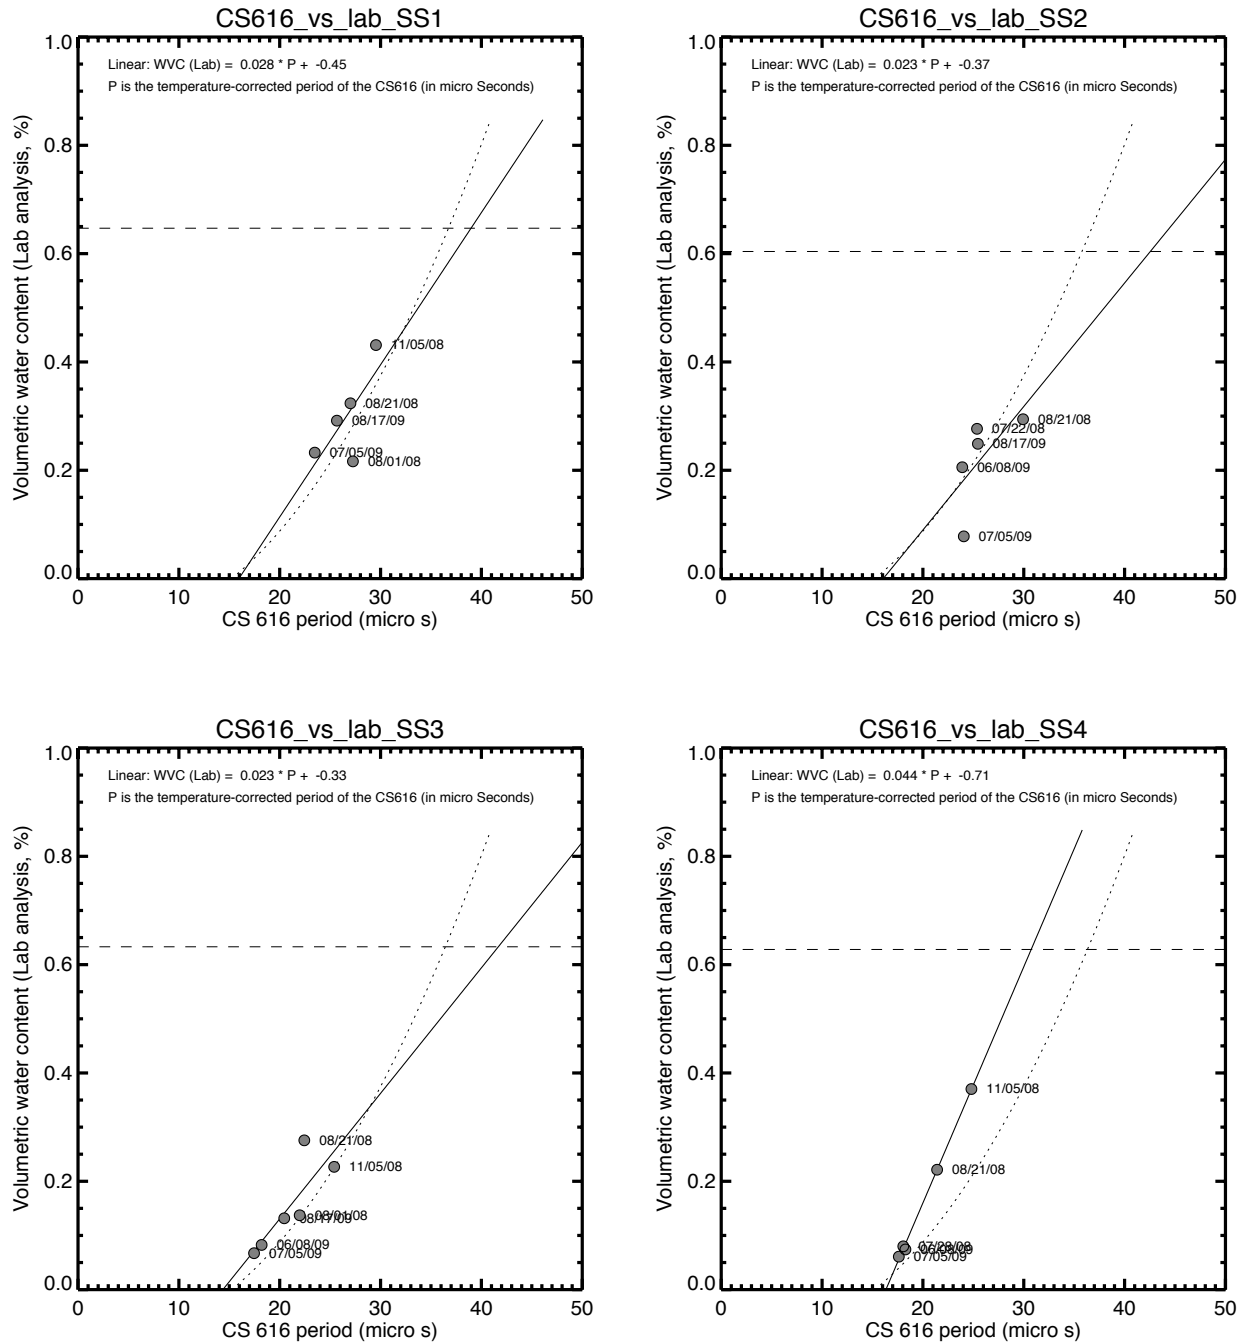 CS616_vs_lab_SS1
Linear: WVC (Lab) = 0.028 * P + -0.45
P is the temperature-corrected period of the CS616 (in micro Seconds)
Volumetric water content (Lab analysis, %)
1.0
0.8
0.6
0.4
0.2
0.0
11/05/08
08/21/08
08/17/09
07/05/09
08/01/08
0 10 20 30 40 50
CS 616 period (micro s)
CS616_vs_lab_SS2
Linear: WVC (Lab) = 0.023 * P + -0.37
P is the temperature-corrected period of the CS616 (in micro Seconds)
Volumetric water content (Lab analysis, %)
1.0
0.8
0.6
0.4
0.2
0.0
08/21/08
07/22/08
08/17/09
06/08/09
07/05/09
0 10 20 30 40 50
CS 616 period (micro s)
CS616_vs_lab_SS3
Linear: WVC (Lab) = 0.023 * P + -0.33
P is the temperature-corrected period of the CS616 (in micro Seconds)
Volumetric water content (Lab analysis, %)
1.0
0.8
0.6
0.4
0.2
0.0
08/21/08
11/05/08
08/01/08
08/17/09
06/08/09
07/05/09
0 10 20 30 40 50
CS 616 period (micro s)
CS616_vs_lab_SS4
Linear: WVC (Lab) = 0.044 * P + -0.71
P is the temperature-corrected period of the CS616 (in micro Seconds)
Volumetric water content (Lab analysis, %)
1.0
0.8
0.6
0.4
0.2
0.0
11/05/08
08/21/08
06/08/09
07/05/09
0 10 20 30 40 50
CS 616 period (micro s)